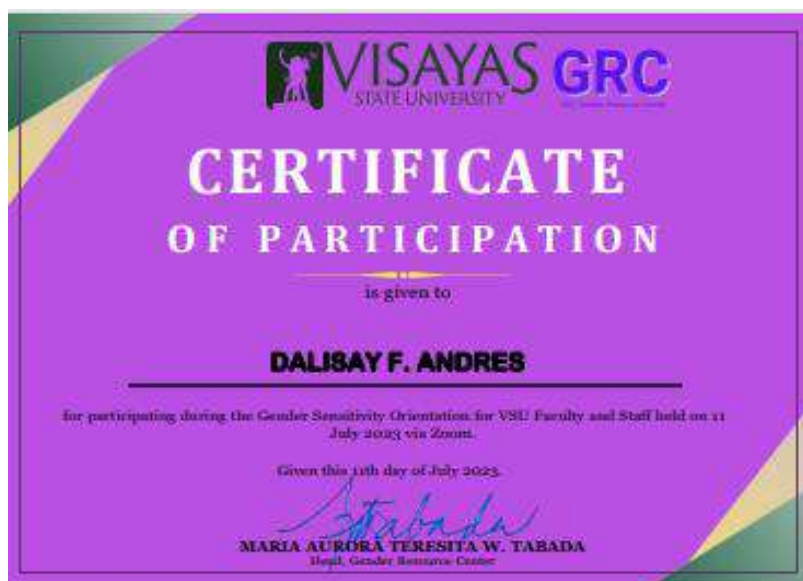 VISAYAS
STATE UNIVERSITY
GRC
CERTIFICATE
OF PARTICIPATION
is given to
DALISAY F. ANDRES
for participating during the Gender Sensitivity Orientation for VSU Faculty and Staff held on 11
July 2023 via Zoom.
Given this 11th day of July 2023.
MARIA AURORA TERESITA W. TABADA
Head, Gender Resource Center